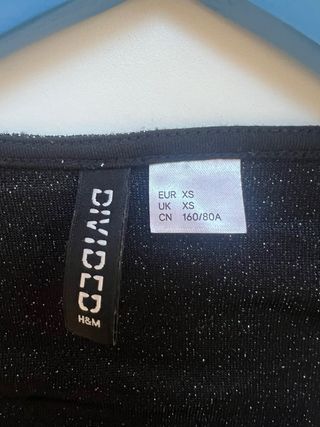 DIVIDED
H&M
EUR XS
UK XS
CN 160/80A